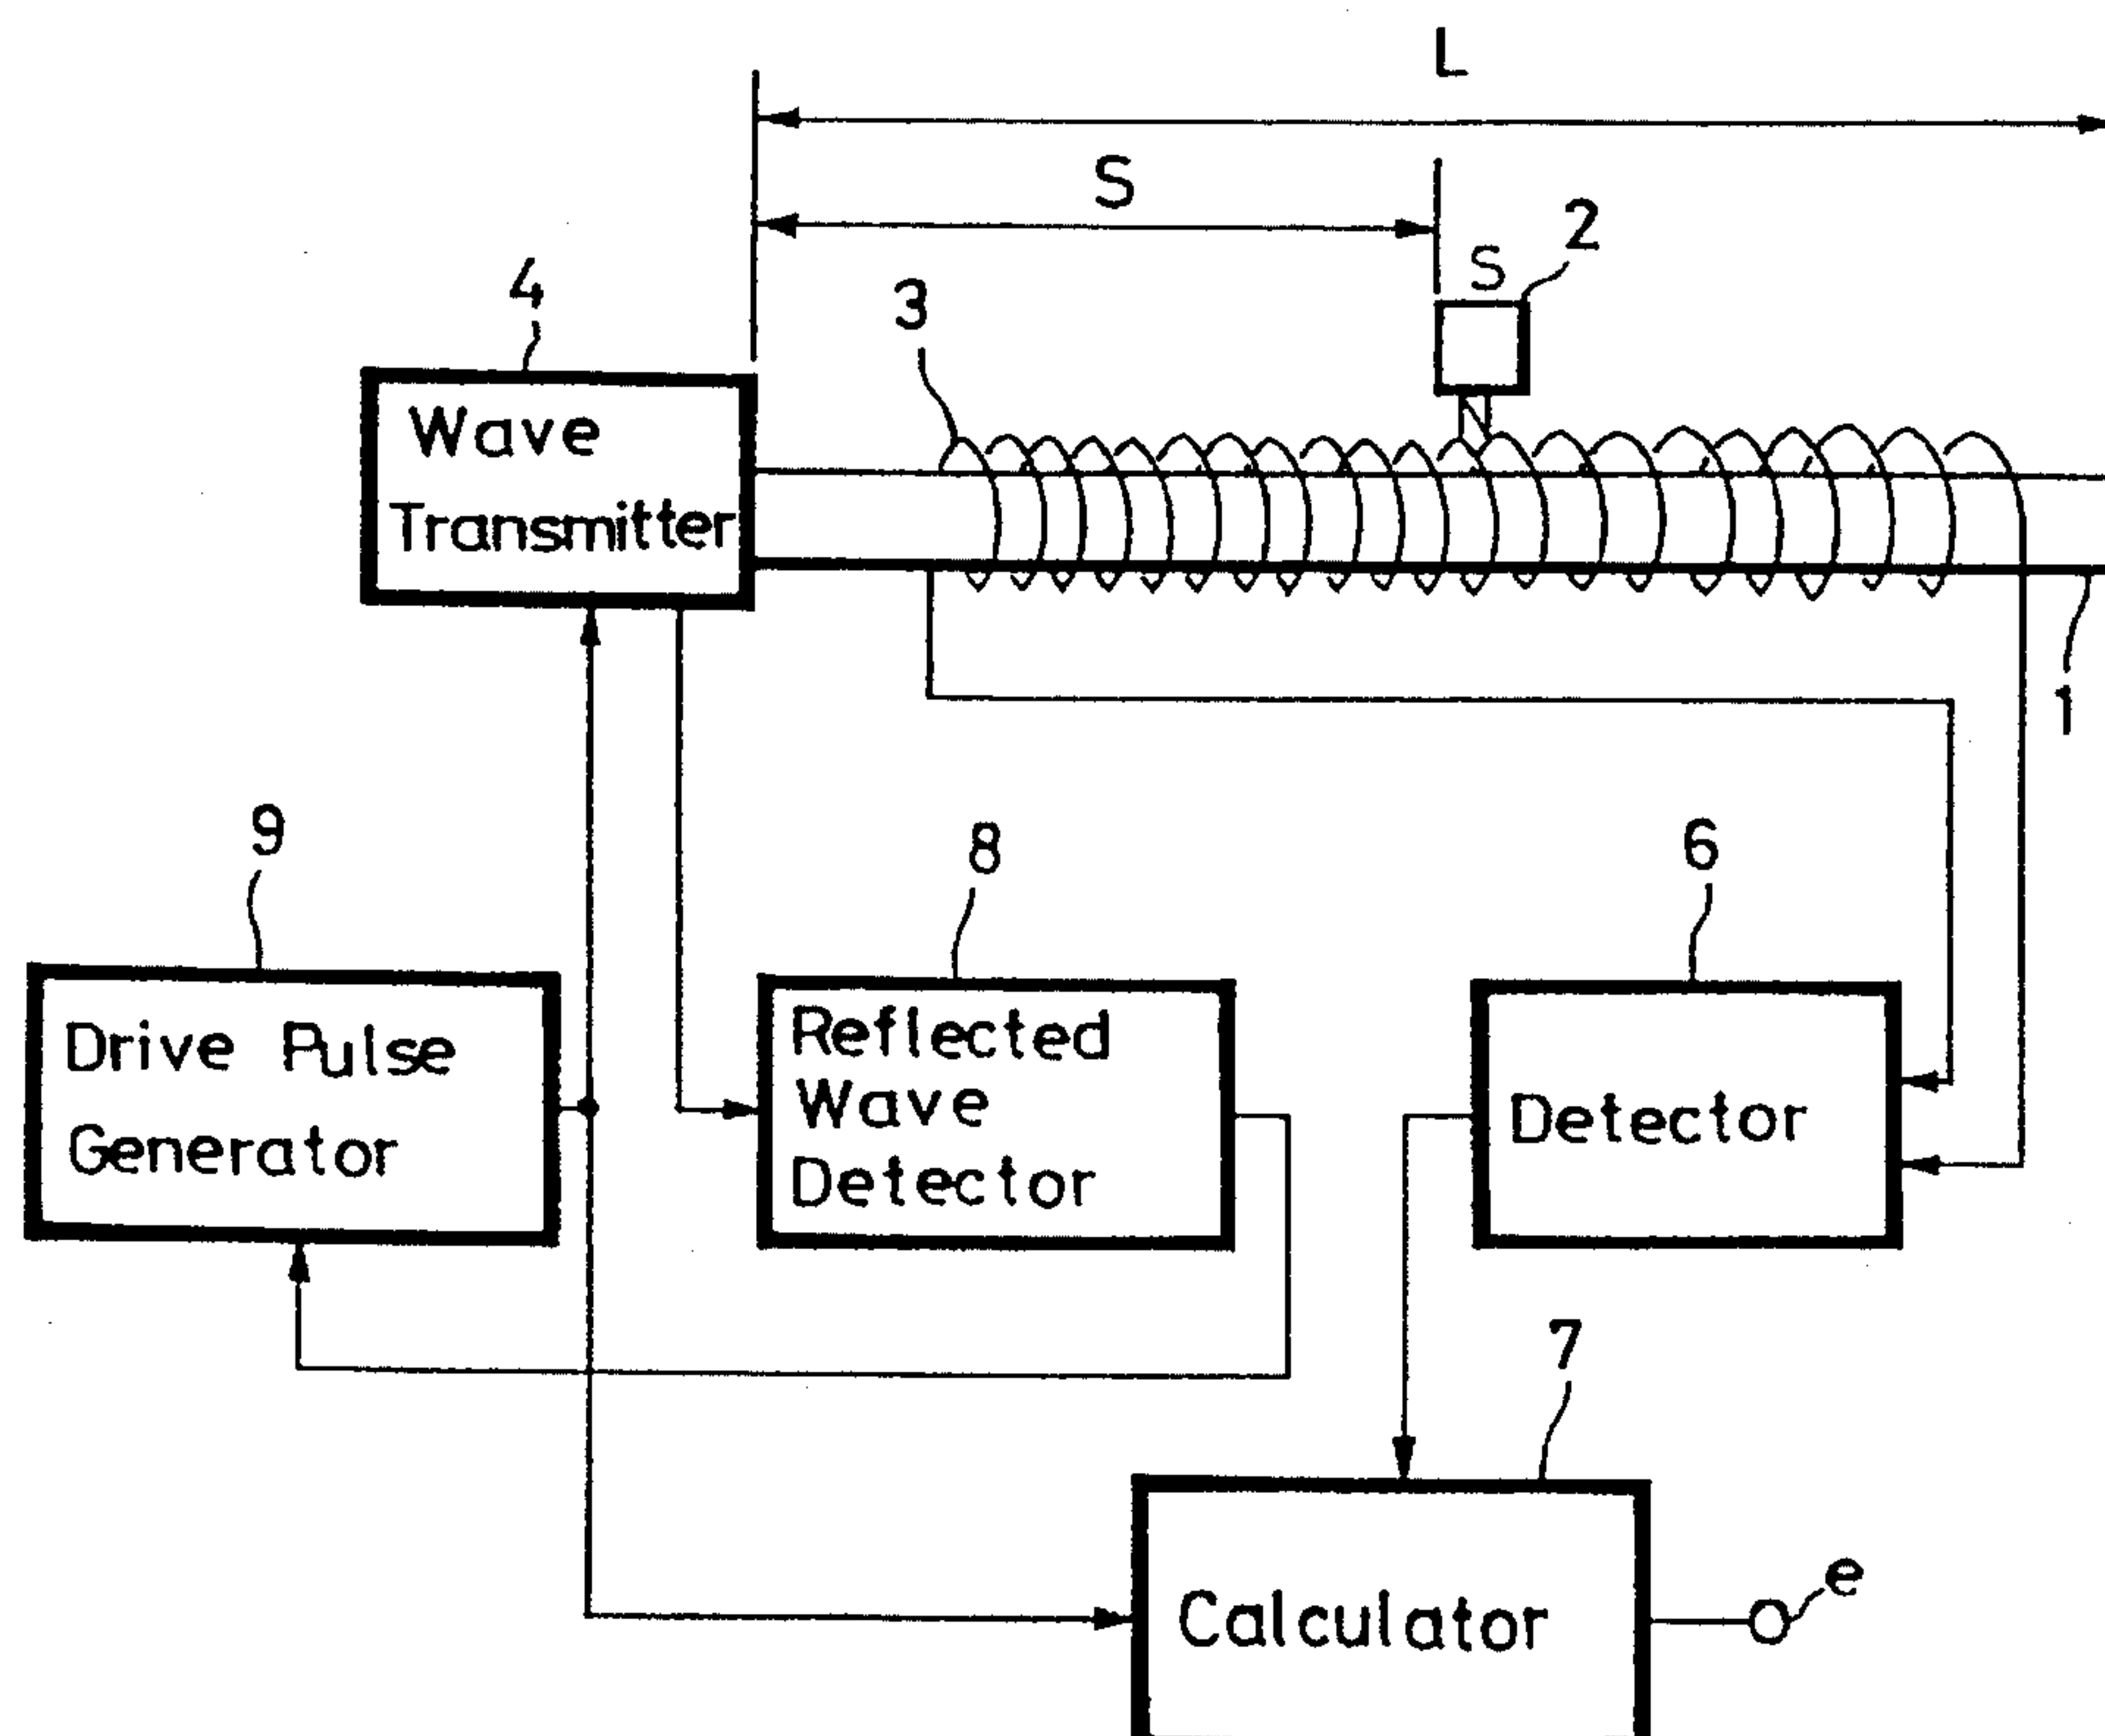 L
S
S
2
3
4
Wave
Transmitter
1
9
8
6
Drive Pulse
Generator
Reflected
Wave
Detector
Detector
7
Calculator
e